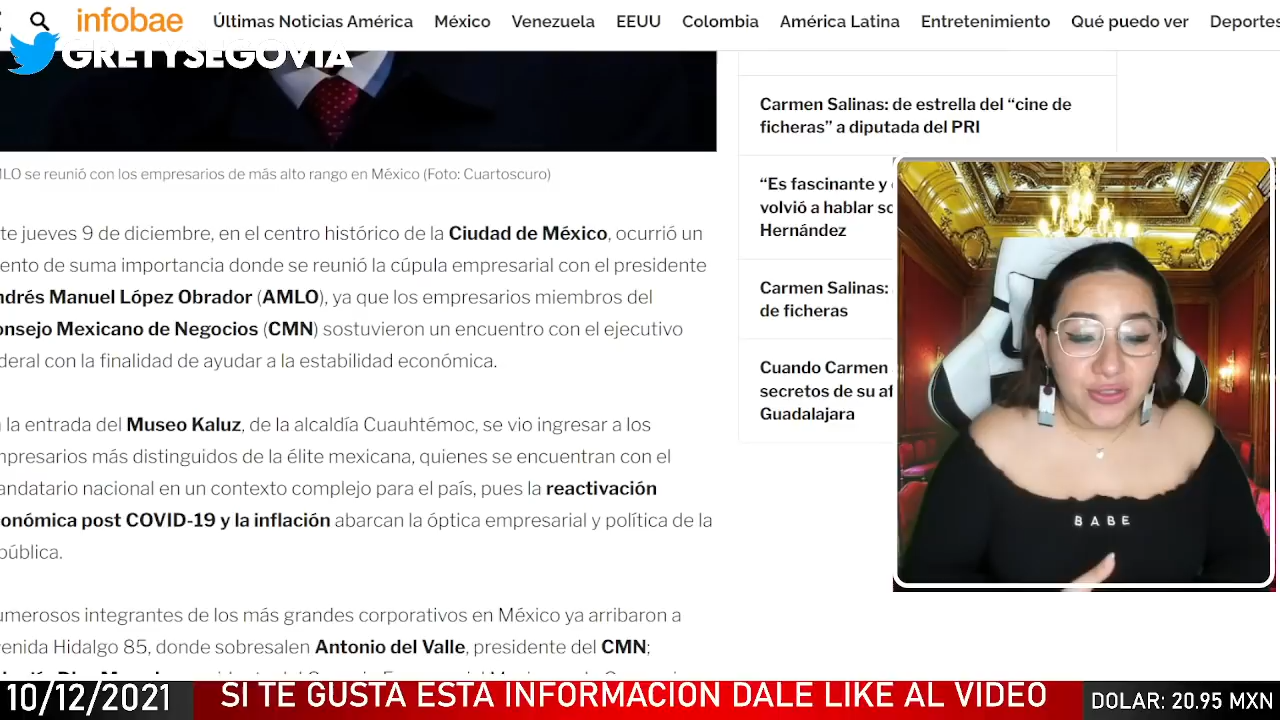 infobae
Últimas Noticias América México Venezuela EEUU Colombia América Latina Entretenimiento Qué puedo ver Deportes
GRETYSEGOVIA
Carmen Salinas: de estrella del “cine de
ficheras” a diputada del PRI
MLO se reunió con los empresarios de más alto rango en México (Foto: Cuartoscuro)
“Es fascinante y
volvió a hablar
Hernández
te jueves 9 de diciembre, en el centro histórico de la Ciudad de México, ocurrió un
ento de suma importancia donde se reunió la cúpula empresarial con el presidente
ndrés Manuel López Obrador (AMLO), ya que los empresarios miembros del
onsejo Mexicano de Negocios (CMN) sostuvieron un encuentro con el ejecutivo
deral con la finalidad de ayudar a la estabilidad económica.
Carmen Salinas:
de ficheras
Cuando Carmen
secretos de su
Guadalajara
la entrada del Museo Kaluz, de la alcaldía Cuauhtémoc, se vio ingresar a los
mpresarios más distinguidos de la élite mexicana, quienes se encuentran con el
andatario nacional en un contexto complejo para el país, pues la reactivación
onómica post COVID-19 y la inflación abarcan la óptica empresarial y política de la
pública.
umerosos integrantes de los más grandes corporativos en México ya arribaron a
enida Hidalgo 85, donde sobresalen Antonio del Valle, presidente del CMN;
BABE
10/12/2021 SI TE GUSTA ESTA INFORMACION DALE LIKE AL VIDEO DOLAR: 20.95 MXN